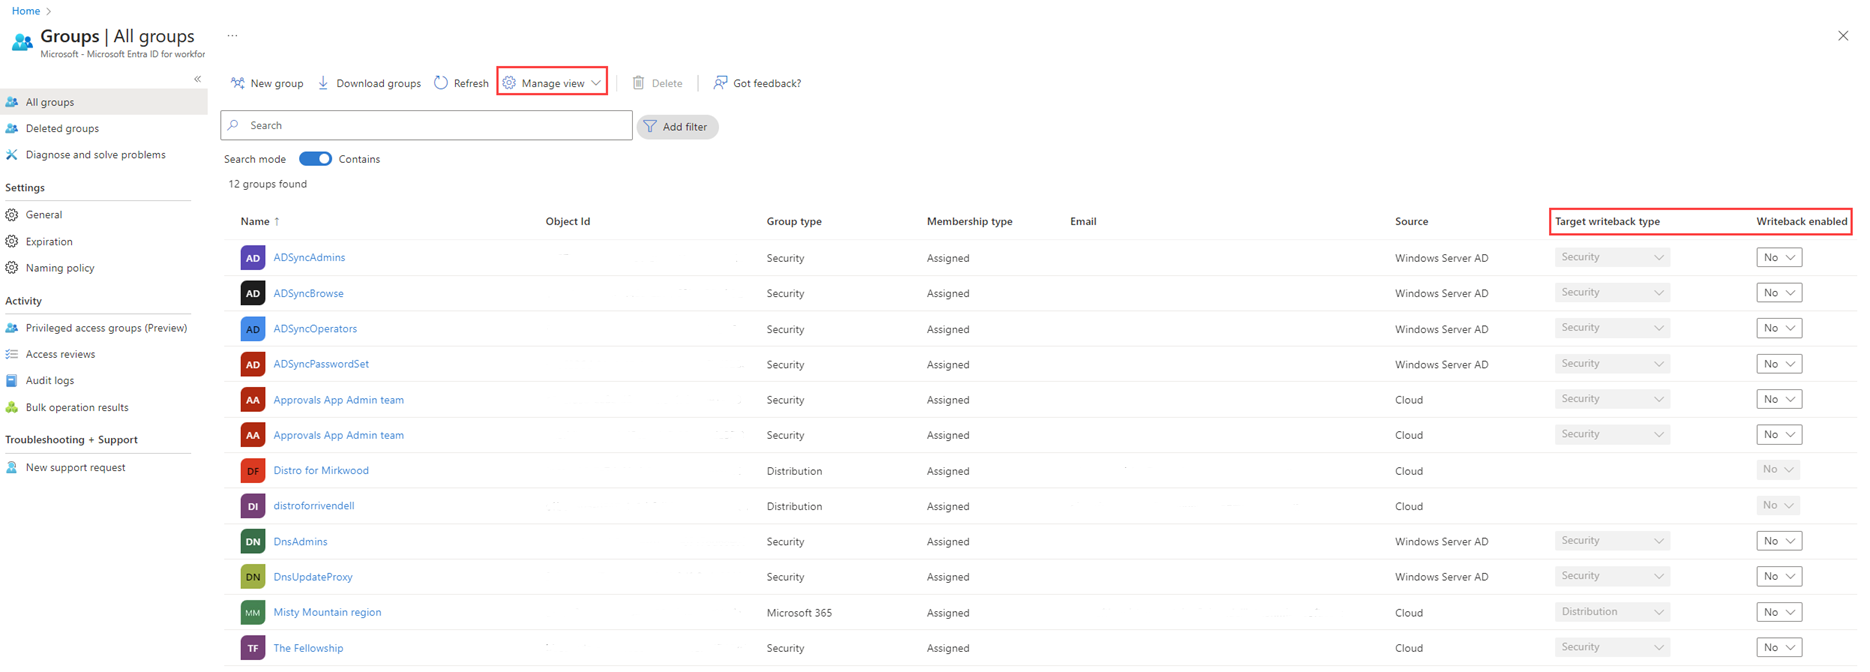 Home >
Groups | All groups ...
Microsoft - Microsoft Entra ID for workfor
«
All groups
Deleted groups
Diagnose and solve problems
Settings
General
Expiration
Naming policy
Activity
Privileged access groups (Preview)
Access reviews
Audit logs
Bulk operation results
Troubleshooting + Support
New support request
New group Download groups Refresh Manage view Delete Got feedback?
Search Add filter
Search mode Contains
12 groups found
Name ↑ Object Id Group type Membership type Email Source Target writeback type Writeback enabled
AD ADSyncAdmins Security Assigned Windows Server AD Security No
AD ADSyncBrowse Security Assigned Windows Server AD Security No
AD ADSyncOperators Security Assigned Windows Server AD Security No
AD ADSyncPasswordSet Security Assigned Windows Server AD Security No
AA Approvals App Admin team Security Assigned Cloud Security No
AA Approvals App Admin team Security Assigned Cloud Security No
DF Distro for Mirkwood Distribution Assigned Cloud No
DI distroforrivendell Distribution Assigned Cloud No
DN DnsAdmins Security Assigned Windows Server AD Security No
DN DnsUpdateProxy Security Assigned Windows Server AD Security No
MM Misty Mountain region Microsoft 365 Assigned Cloud Distribution No
TF The Fellowship Security Assigned Cloud Security No